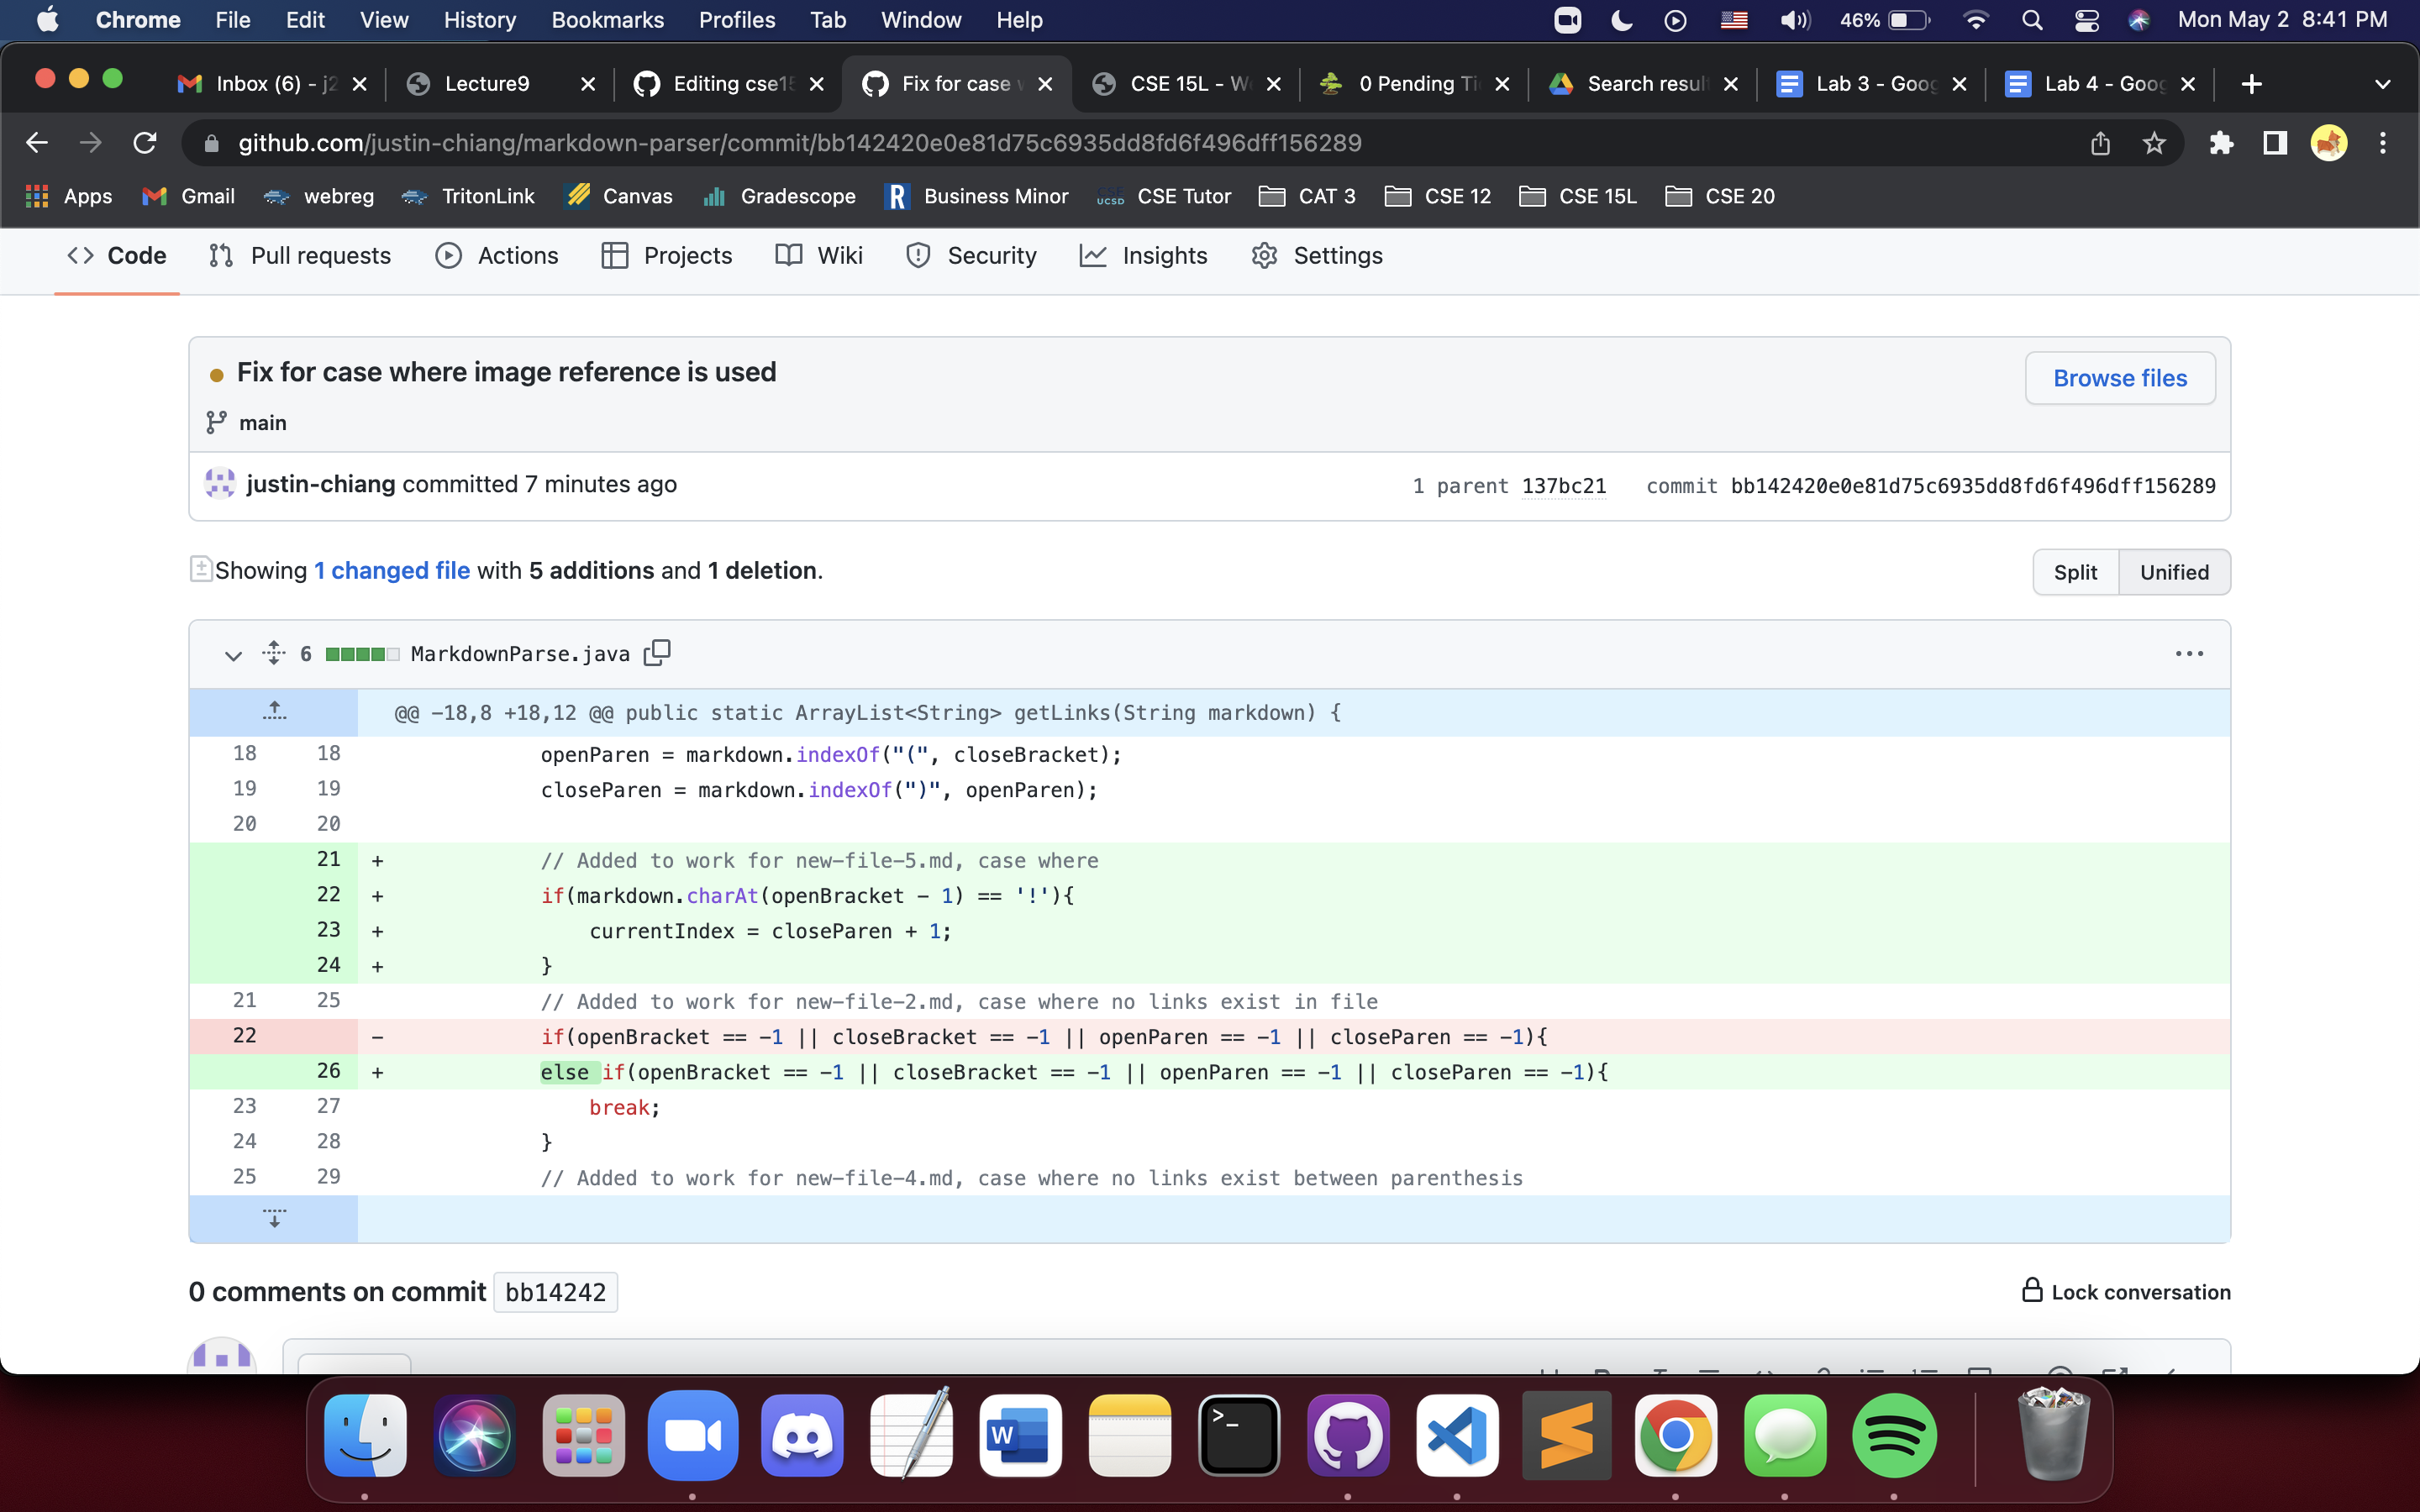 Chrome File Edit View History Bookmarks Profiles Tab Window Help 46% Mon May 2 8:41 PM
Inbox (6) - j2 Lecture9 Editing cse15 Fix for case CSE 15L - W 0 Pending Ti Search resul Lab 3 - Goog Lab 4 - Goog
github.com/justin-chiang/markdown-parser/commit/bb142420e0e81d75c6935dd8fd6f496dff156289
Apps Gmail webreg TritonLink Canvas Gradescope R Business Minor CSE UCSD CSE Tutor CAT 3 CSE 12 CSE 15L CSE 20
Code Pull requests Actions Projects Wiki Security Insights Settings
Fix for case where image reference is used
Browse files
main
justin-chiang committed 7 minutes ago 1 parent 137bc21 commit bb142420e0e81d75c6935dd8fd6f496dff156289
Showing 1 changed file with 5 additions and 1 deletion.
Split Unified
6 MarkdownParse.java
@@ -18,8 +18,12 @@ public static ArrayList<String> getLinks(String markdown) {
18 18 openParen = markdown.indexOf("(", closeBracket);
19 19 closeParen = markdown.indexOf(")", openParen);
20 20
21 + // Added to work for new-file-5.md, case where
22 + if(markdown.charAt(openBracket - 1) == '!'){
23 + currentIndex = closeParen + 1;
24 + }
21 25 // Added to work for new-file-2.md, case where no links exist in file
22 - if(openBracket == -1 || closeBracket == -1 || openParen == -1 || closeParen == -1){
26 + else if(openBracket == -1 || closeBracket == -1 || openParen == -1 || closeParen == -1){
23 27 break;
24 28 }
25 29 // Added to work for new-file-4.md, case where no links exist between parenthesis
0 comments on commit bb14242
Lock conversation
W >_